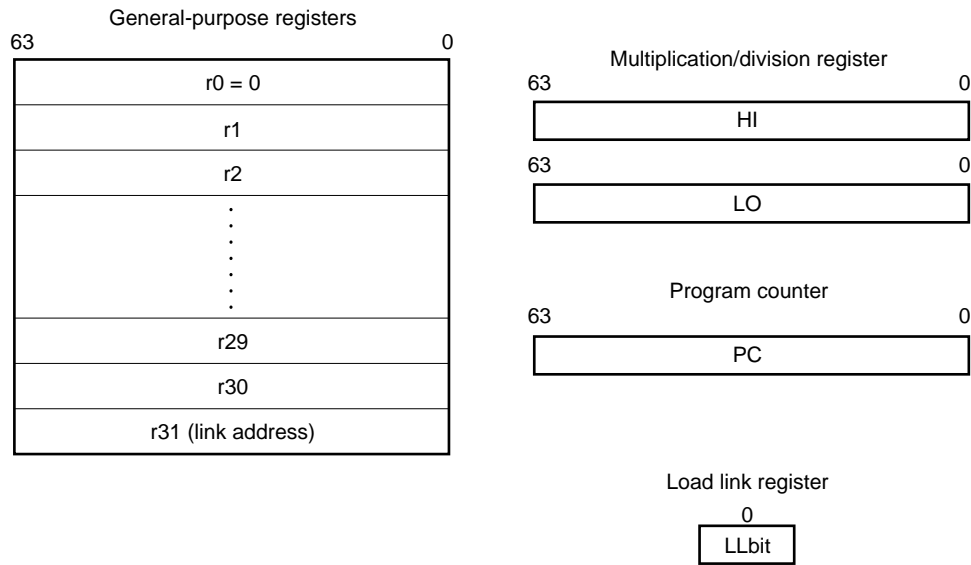 General-purpose registers
63 0
r0 = 0
r1
r2
r29
r30
r31 (link address)
Multiplication/division register
63 0
HI
63 0
LO
Program counter
63 0
PC
Load link register
0
LLbit